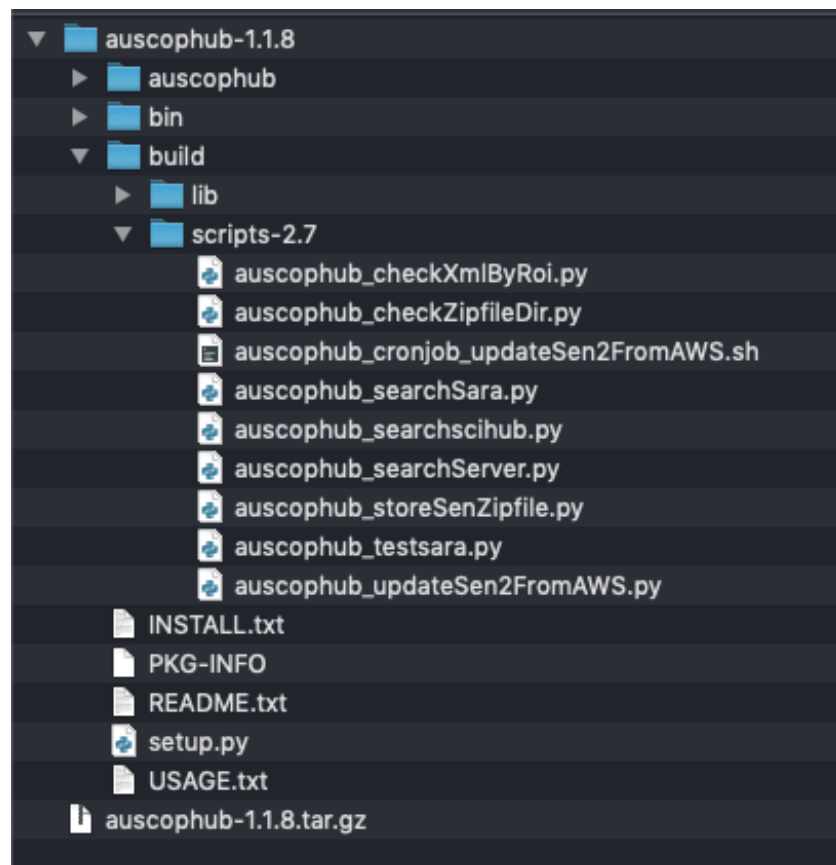 auscophub-1.1.8
auscophub
bin
build
lib
scripts-2.7
auscophub_checkXmlByRoi.py
auscophub_checkZipfileDir.py
auscophub_cronjob_updateSen2FromAWS.sh
auscophub_searchSara.py
auscophub_searchscihub.py
auscophub_searchServer.py
auscophub_storeSenZipfile.py
auscophub_testsara.py
auscophub_updateSen2FromAWS.py
INSTALL.txt
PKG-INFO
README.txt
setup.py
USAGE.txt
auscophub-1.1.8.tar.gz